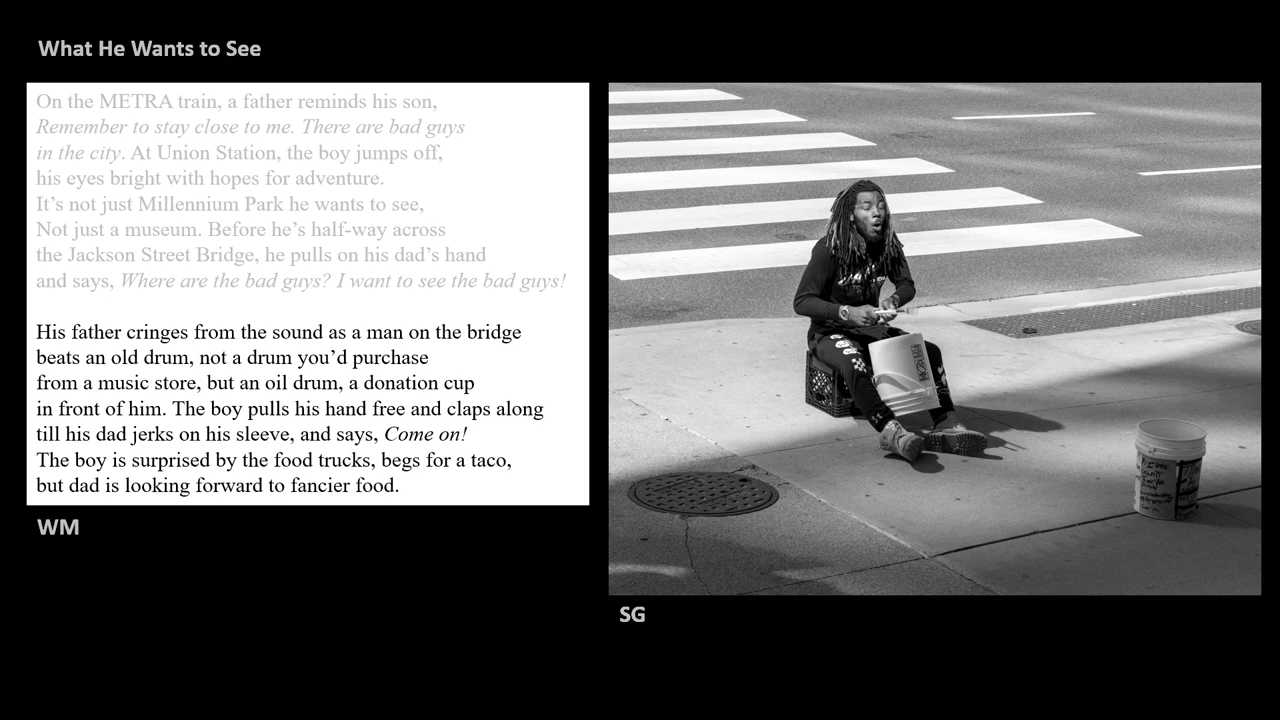 What He Wants to See
On the METRA train, a father reminds his son,
Remember to stay close to me. There are bad guys
in the city. At Union Station, the boy jumps off,
his eyes bright with hopes for adventure.
It’s not just Millennium Park he wants to see,
Not just a museum. Before he’s half-way across
the Jackson Street Bridge, he pulls on his dad’s hand
and says, Where are the bad guys? I want to see the bad guys!
His father cringes from the sound as a man on the bridge
beats an old drum, not a drum you’d purchase
from a music store, but an oil drum, a donation cup
in front of him. The boy pulls his hand free and claps along
till his dad jerks on his sleeve, and says, Come on!
The boy is surprised by the food trucks, begs for a taco,
but dad is looking forward to fancier food.
WM
SG